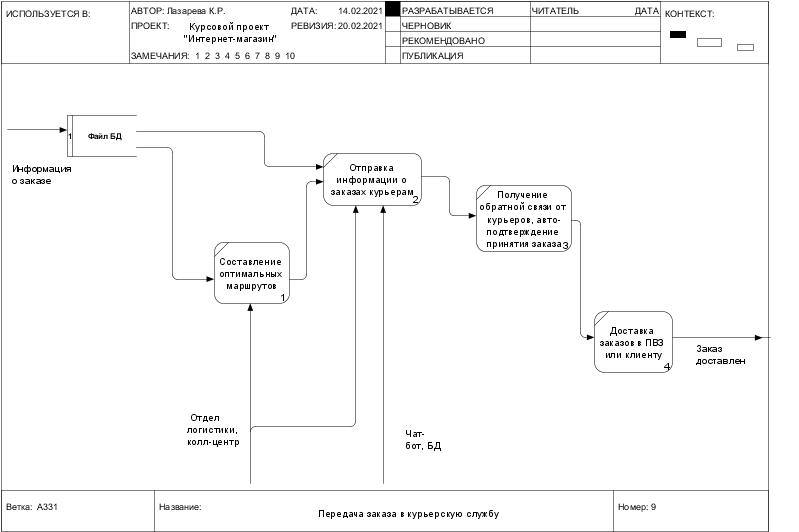 ИСПОЛЬЗУЕТСЯ В:
АВТОР: Лазарева К.Р.
ДАТА: 14.02.2021
РАЗРАБАТЫВАЕТСЯ
ЧИТАТЕЛЬ
ДАТА
КОНТЕКСТ:
ПРОЕКТ: Курсовой проект
"Интернет-магазин"
РЕВИЗИЯ: 20.02.2021
ЧЕРНОВИК
РЕКОМЕНДОВАНО
ЗАМЕЧАНИЯ: 1 2 3 4 5 6 7 8 9 10
ПУБЛИКАЦИЯ
1
Файл БД
Информация
о заказе
Отправка
информации о
заказах курьерам
2
Получение
обратной связи от
курьеров, авто-
подтверждение
принятия заказа
3
Составление
оптимальных
маршрутов
1
Доставка
заказов в ПВЗ
или клиенту
4
Заказ
доставлен
Отдел
логистики,
колл-центр
Чат-
бот, БД
Ветка: А331
Название:
Передача заказа в курьерскую службу
Номер: 9